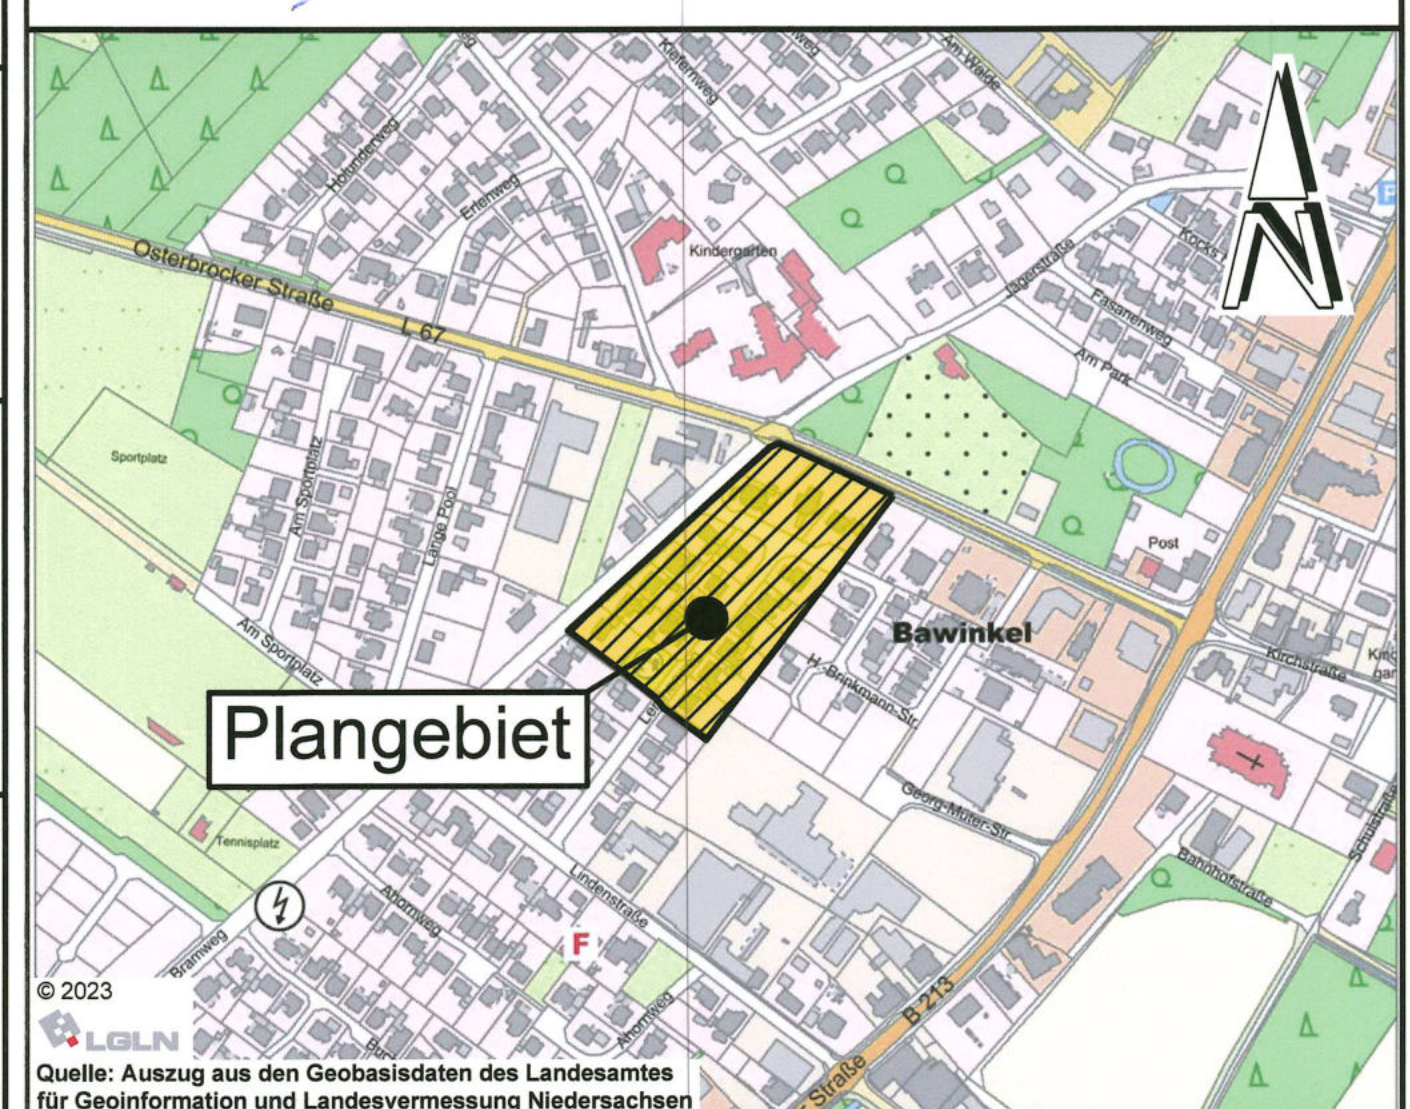 Am Walde
Kiefernweg
Holunderweg
Erlenweg
N
Kindergarten
Osterbrocker Straße
L 67
Jägerstraße
Fasanenweg
Am Park
Sportplatz
Am Sportplatz
Lange Pool
Post
Bawinkel
Kirchstraße
Am Sportplatz
H.-Brinkmann-Str.
Plangebiet
Georg-Müter-Str.
Tennisplatz
Schulstraße
Bahnhofstraße
Lindenstraße
Ahornweg
F
Bramweg
B 213
Ahornweg
Straße
© 2023
LGLN
Quelle: Auszug aus den Geobasisdaten des Landesamtes
für Geoinformation und Landesvermessung Niedersachsen